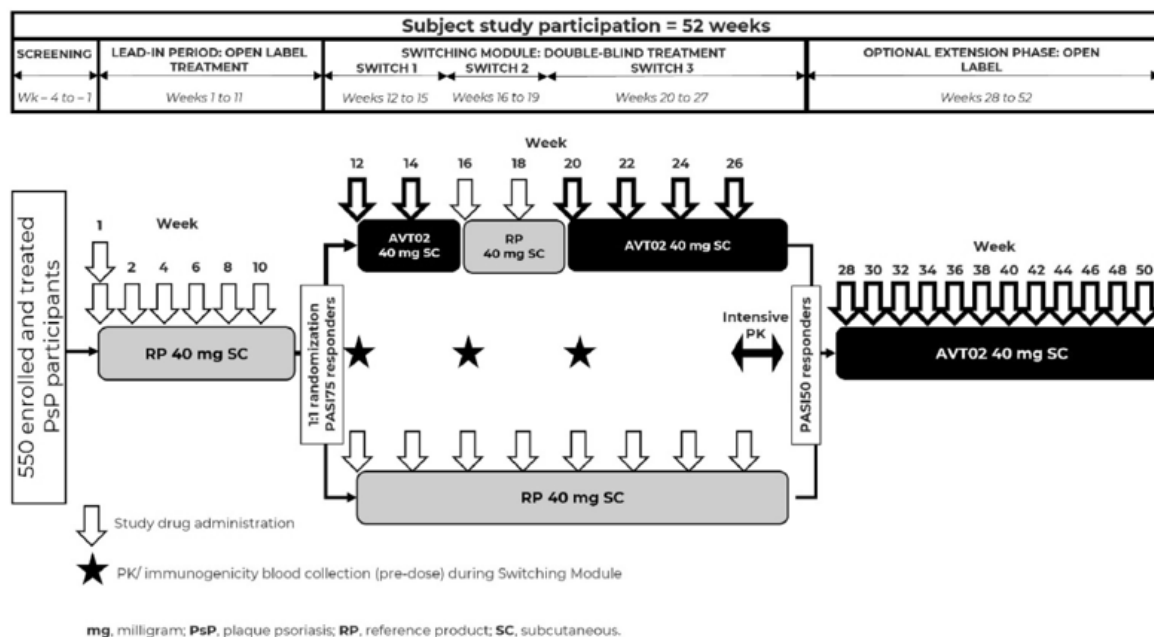 Subject study participation = 52 weeks
SCREENING
Wk – 4 to – 1
LEAD-IN PERIOD: OPEN LABEL
TREATMENT
Weeks 1 to 11
SWITCHING MODULE: DOUBLE-BLIND TREATMENT
SWITCH 1
SWITCH 2
SWITCH 3
Weeks 12 to 15
Weeks 16 to 19
Weeks 20 to 27
OPTIONAL EXTENSION PHASE: OPEN
LABEL
Weeks 28 to 52
550 enrolled and treated
PsP participants
1
Week
2 4 6 8 10
RP 40 mg SC
1:1 randomization
PASI75 responders
Week
12 14 16 18 20 22 24 26
AVT02
40 mg SC
RP
40 mg SC
AVT02 40 mg SC
Intensive
PK
RP 40 mg SC
PASI50 responders
Week
28 30 32 34 36 38 40 42 44 46 48 50
AVT02 40 mg SC
Study drug administration
PK/ immunogenicity blood collection (pre-dose) during Switching Module
mg, milligram; PsP, plaque psoriasis; RP, reference product; SC, subcutaneous.